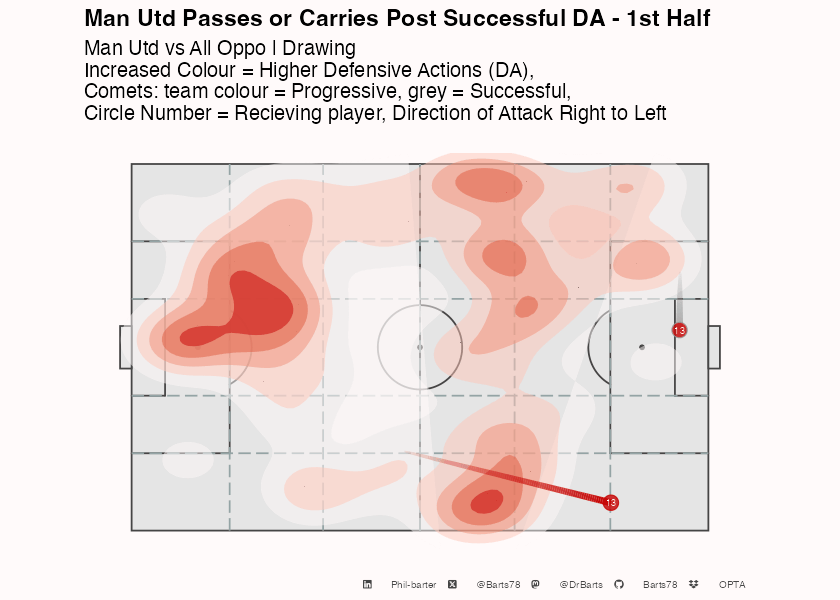 Man Utd Passes or Carries Post Successful DA - 1st Half
Man Utd vs All Oppo | Drawing
Increased Colour = Higher Defensive Actions (DA),
Comets: team colour = Progressive, grey = Successful,
Circle Number = Recieving player, Direction of Attack Right to Left
13
13
Phil-barter @Barts78 @DrBarts Barts78 OPTA